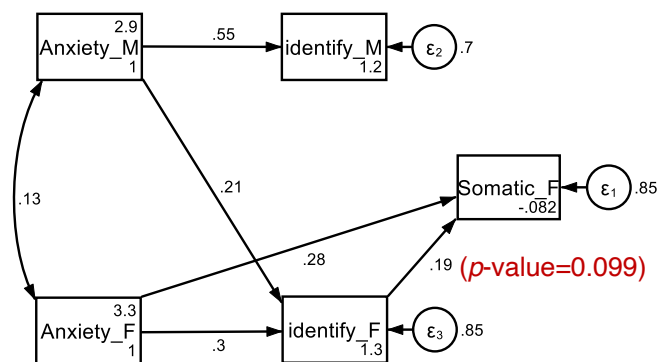 2.9
Anxiety_M
1
.55
identify_M
1.2
ε2
.7
.13
.21
Somatic_F
-.082
ε1
.85
.28
.19 (p-value=0.099)
3.3
Anxiety_F
1
.3
identify_F
1.3
ε3
.85